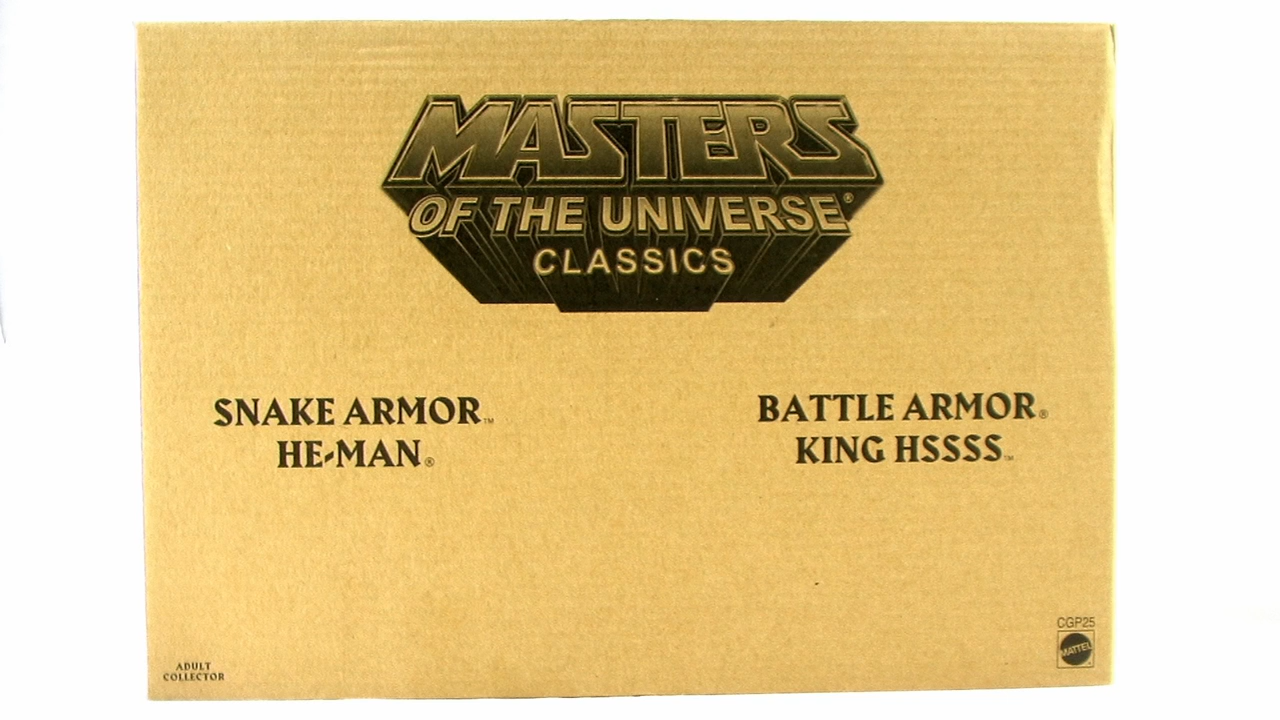 MASTERS
OF THE UNIVERSE®
CLASSICS
SNAKE ARMOR™
HE-MAN®
BATTLE ARMOR®
KING HSSSS™
ADULT
COLLECTOR
CGP25
MATTEL